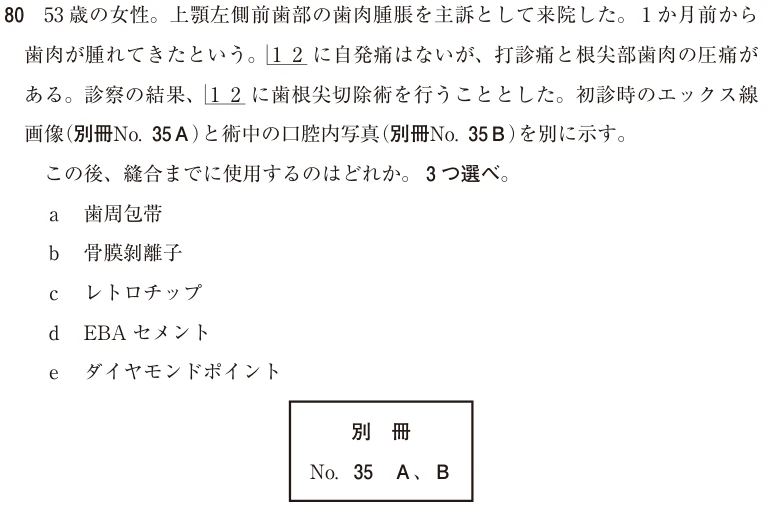 80 53 歳の女性。上顎左側前歯部の歯肉腫脹を主訴として来院した。1 か月前から
歯肉が腫れてきたという。|1 2 に自発痛はないが、打診痛と根尖部歯肉の圧痛が
ある。診察の結果、|1 2 に歯根尖切除術を行うこととした。初診時のエックス線
画像(別冊No. 35 A)と術中の口腔内写真(別冊No. 35 B)を別に示す。
この後、縫合までに使用するのはどれか。3 つ選べ。
a 歯周包帯
b 骨膜剝離子
c レトロチップ
d EBA セメント
e ダイヤモンドポイント
別 冊
No. 35 A、B